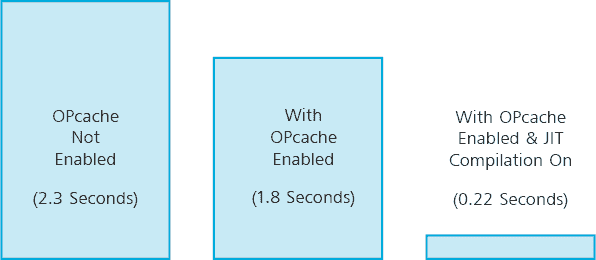 OPcache
Not
Enabled
(2.3 Seconds)
With
OPcache
Enabled
(1.8 Seconds)
With OPcache
Enabled & JIT
Compilation On
(0.22 Seconds)